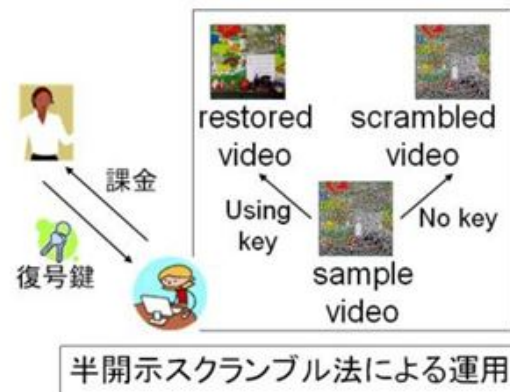 restored
video
scrambled
video
課金
Using
key
No key
復号鍵
sample
video
半開示スクランブル法による運用